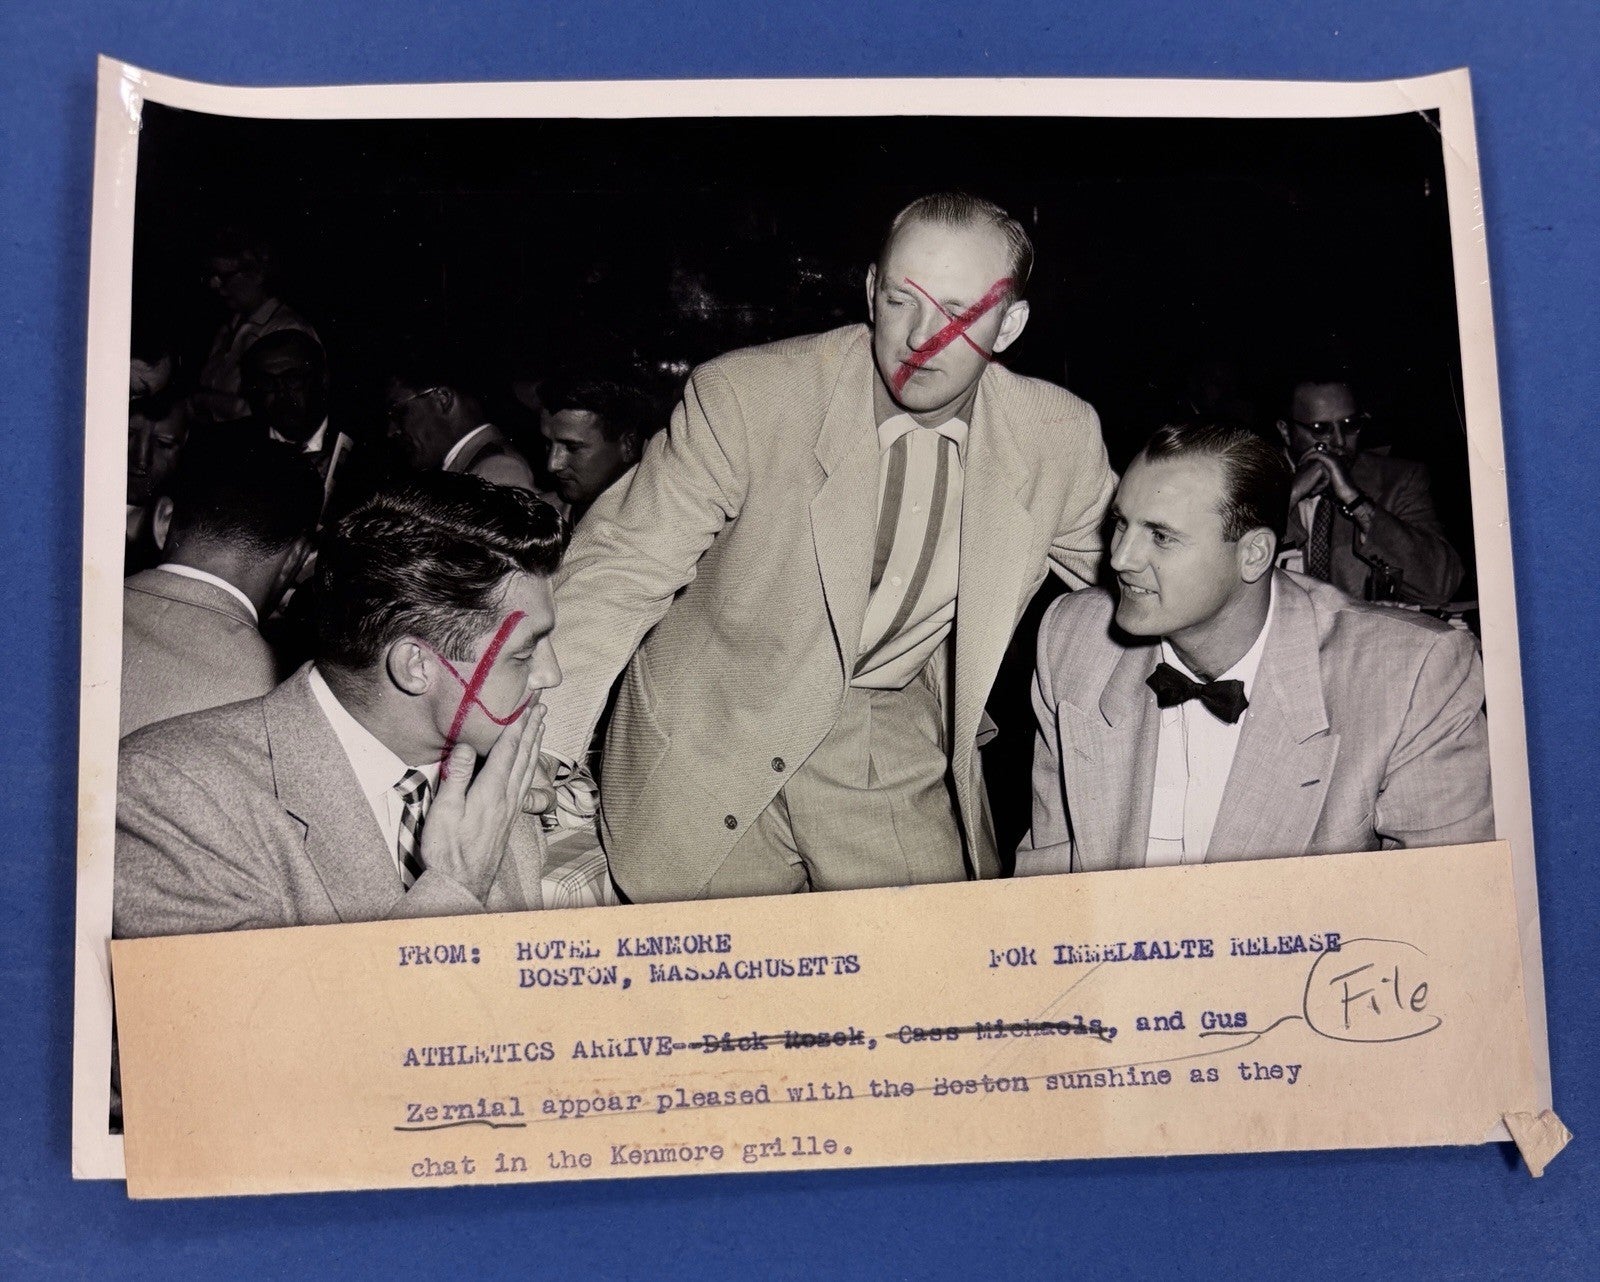 FROM: HOTEL KENMORE FOR IMMEDIATE RELEASE
BOSTON, MASSACHUSETTS
File
ATHLETICS ARRIVE--Dick Rozek, Cass Michaels, and Gus
Zernial appear pleased with the Boston sunshine as they
chat in the Kenmore grille.